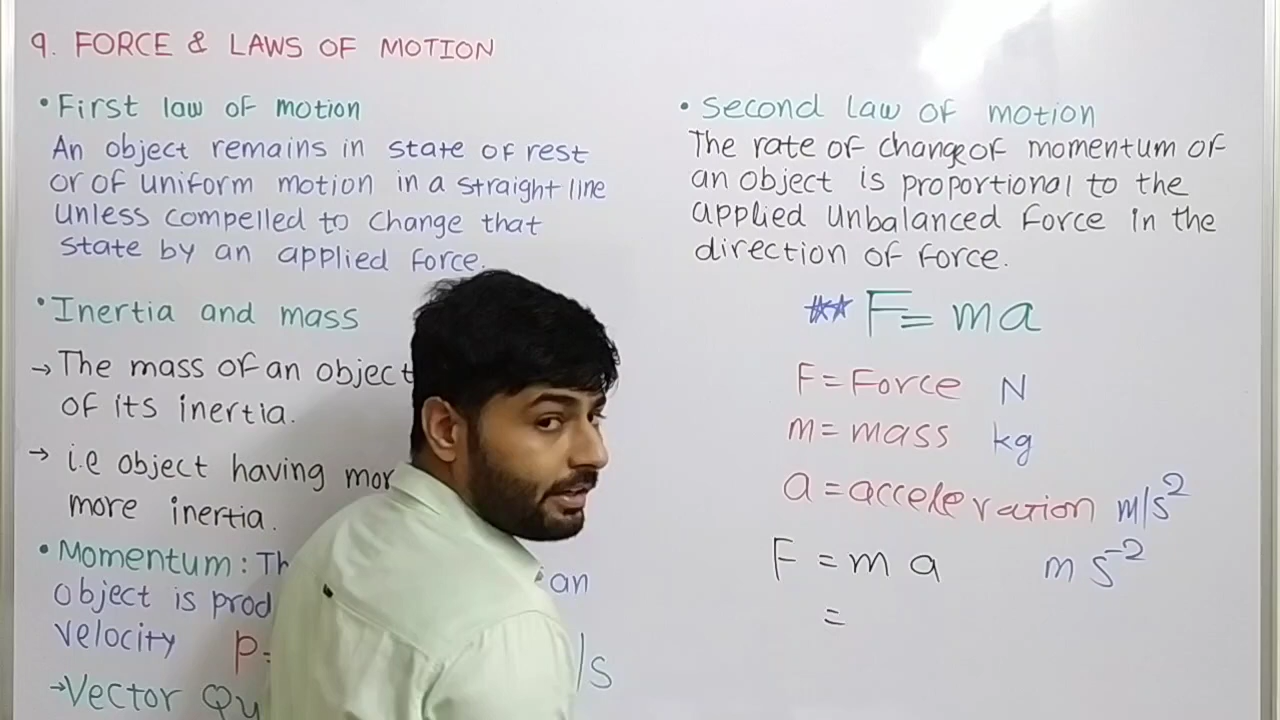 9. FORCE & LAWS OF MOTION
• First law of motion
An object remains in state of rest
or of uniform motion in a straight line
unless compelled to change that
state by an applied force.
• Inertia and mass
→ The mass of an object
of its inertia.
→ i.e object having
more inertia.
• Momentum:
an
object is
velocity P=
/s
→ Vector
• Second law of motion
The rate of change of momentum of
an object is proportional to the
applied unbalanced force in the
direction of force.
** F = ma
F = Force N
m = mass kg
a = acceleration m/s²
F = m a m s⁻²
=